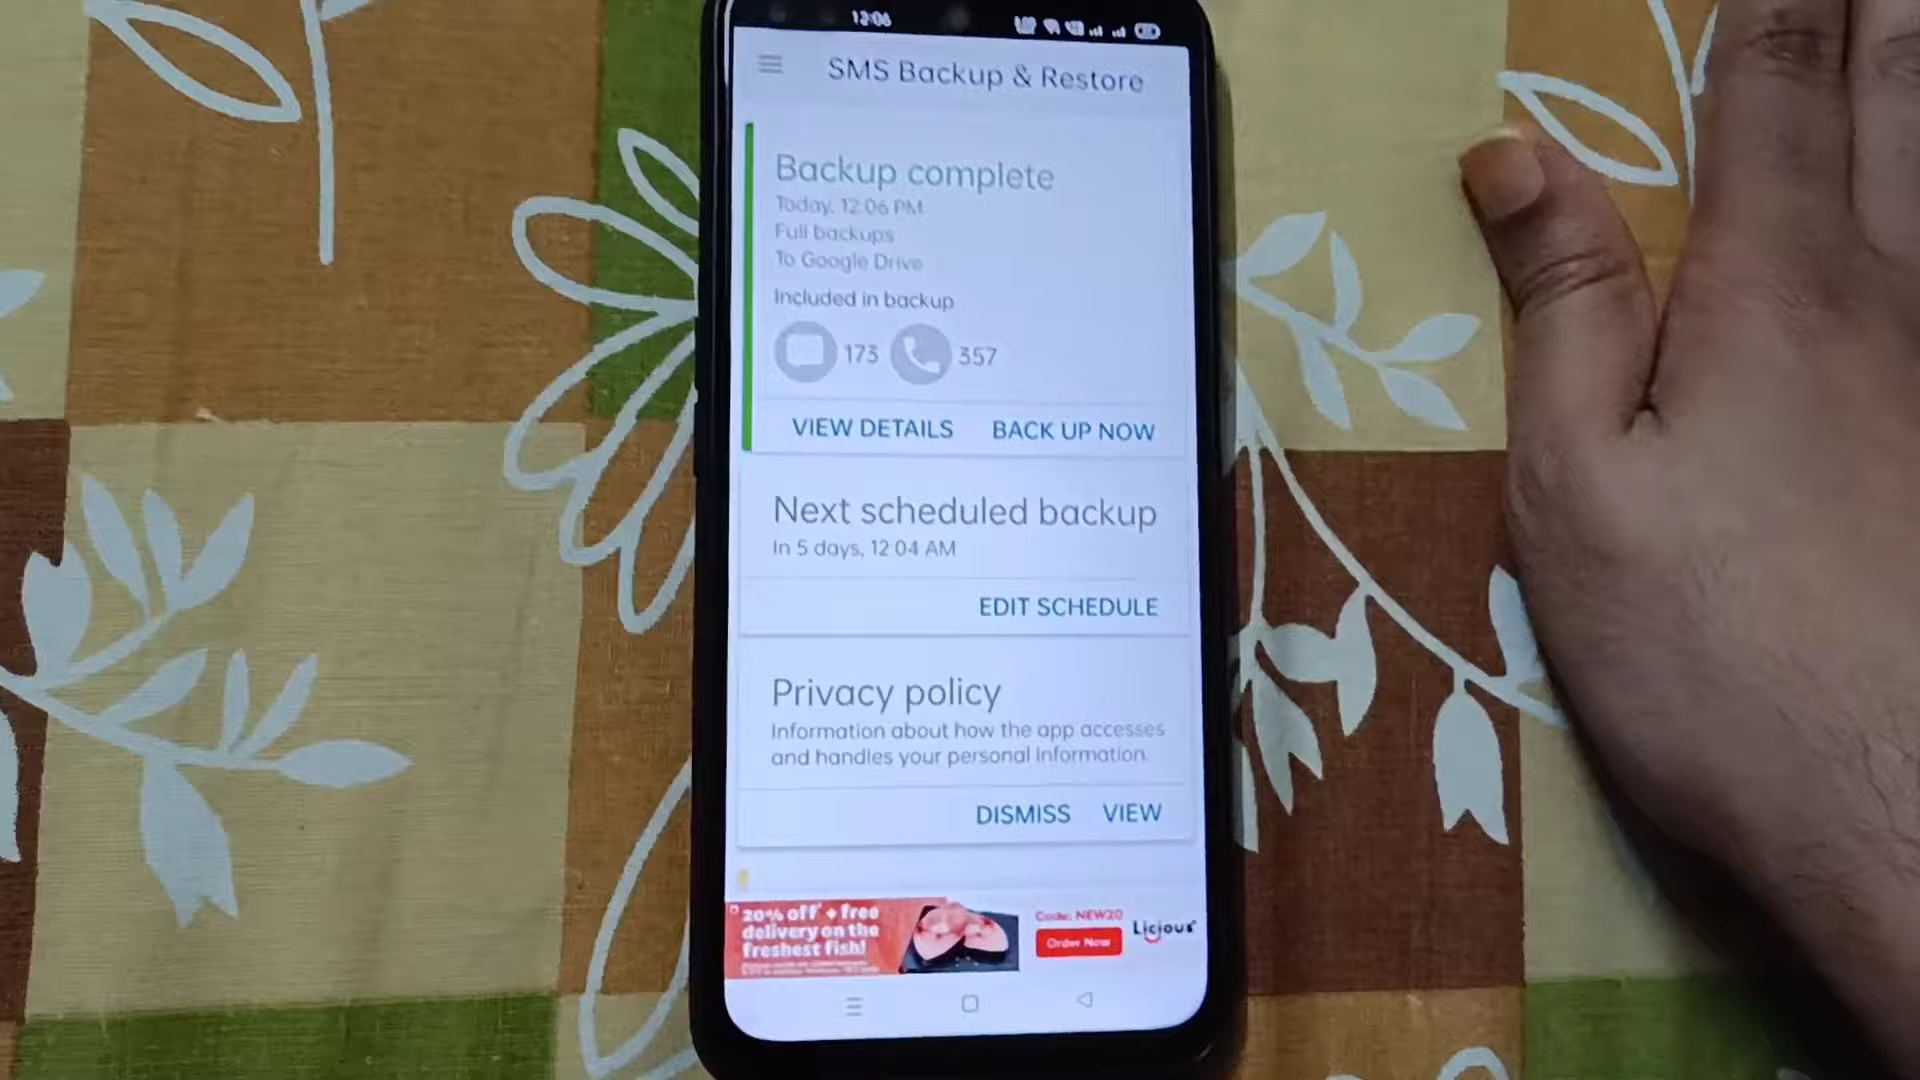 12:06
SMS Backup & Restore
Backup complete
Today, 12:06 PM
Full backups
To Google Drive
Included in backup
173 357
VIEW DETAILS BACK UP NOW
Next scheduled backup
In 5 days, 12:04 AM
EDIT SCHEDULE
Privacy policy
Information about how the app accesses
and handles your personal information.
DISMISS VIEW
20% off* + free
delivery on the
freshest fish!
Code: NEW20
Order Now
Licious